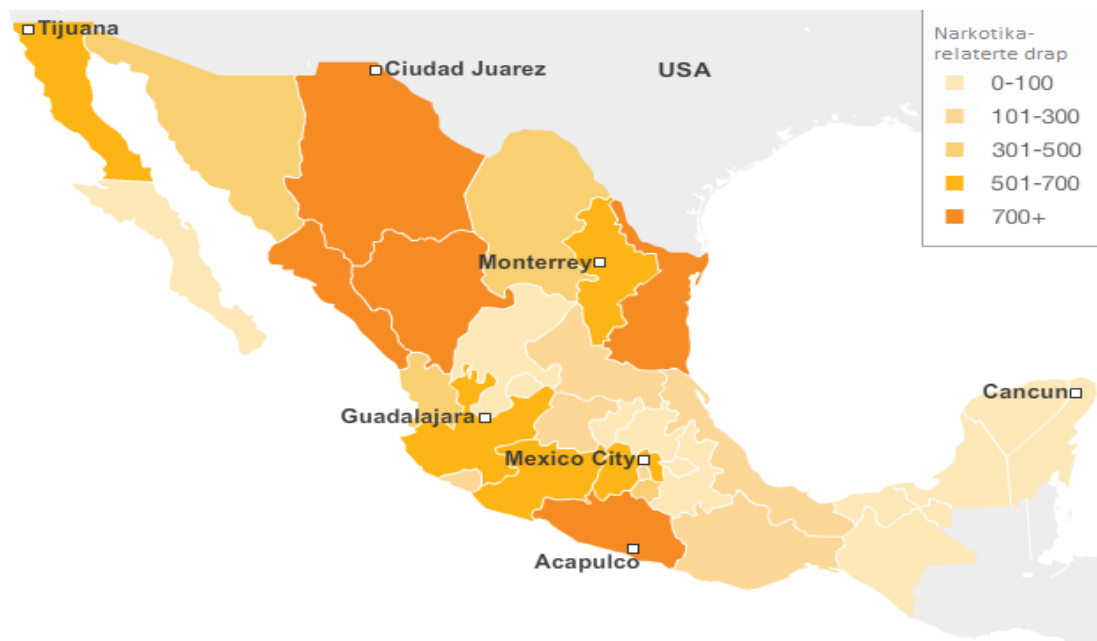 Tijuana
Ciudad Juarez
USA
Narkotika-
relaterte drap
0-100
101-300
301-500
501-700
700+
Monterrey
Cancun
Guadalajara
Mexico City
Acapulco